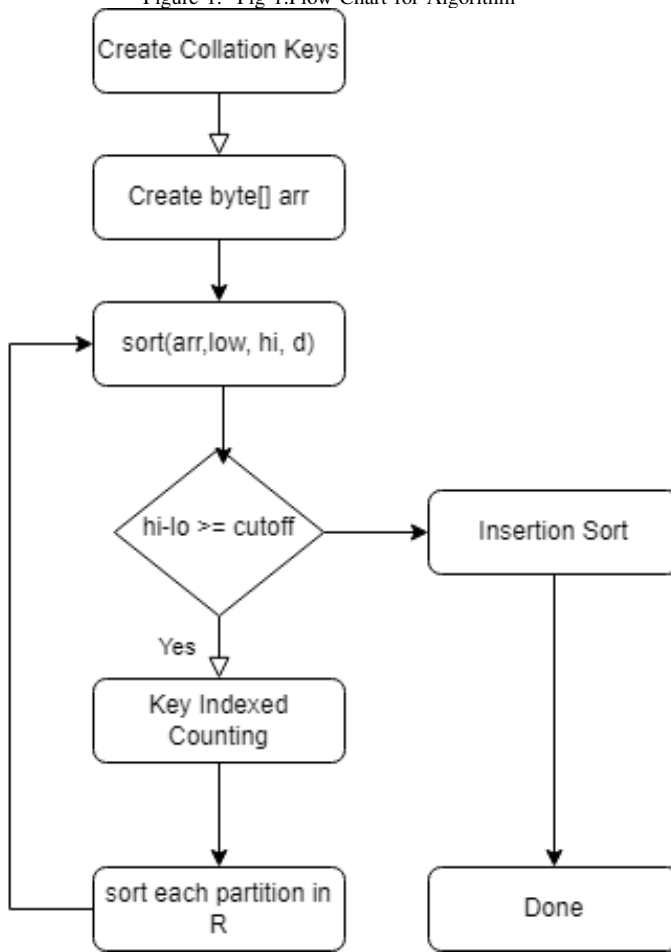 Figure 1. Fig 1.Flow Chart for Algorithm
Create Collation Keys
Create byte[] arr
sort(arr,low, hi, d)
hi-lo >= cutoff
Insertion Sort
Yes
Key Indexed
Counting
sort each partition in
R
Done